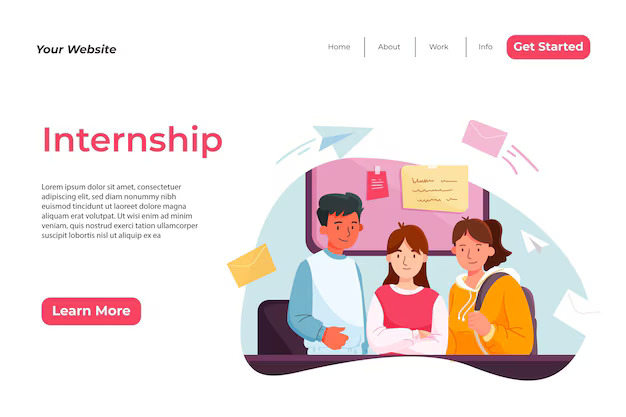 Your Website
Home
About
Work
Info
Get Started
Internship
Lorem ipsum dolor sit amet, consectetuer
adipiscing elit, sed diam nonummy nibh
euismod tincidunt ut laoreet dolore magna
aliquam erat volutpat. Ut wisi enim ad minim
veniam, quis nostrud exerci tation ullamcorper
suscipit lobortis nisl ut aliquip ex ea
Learn More